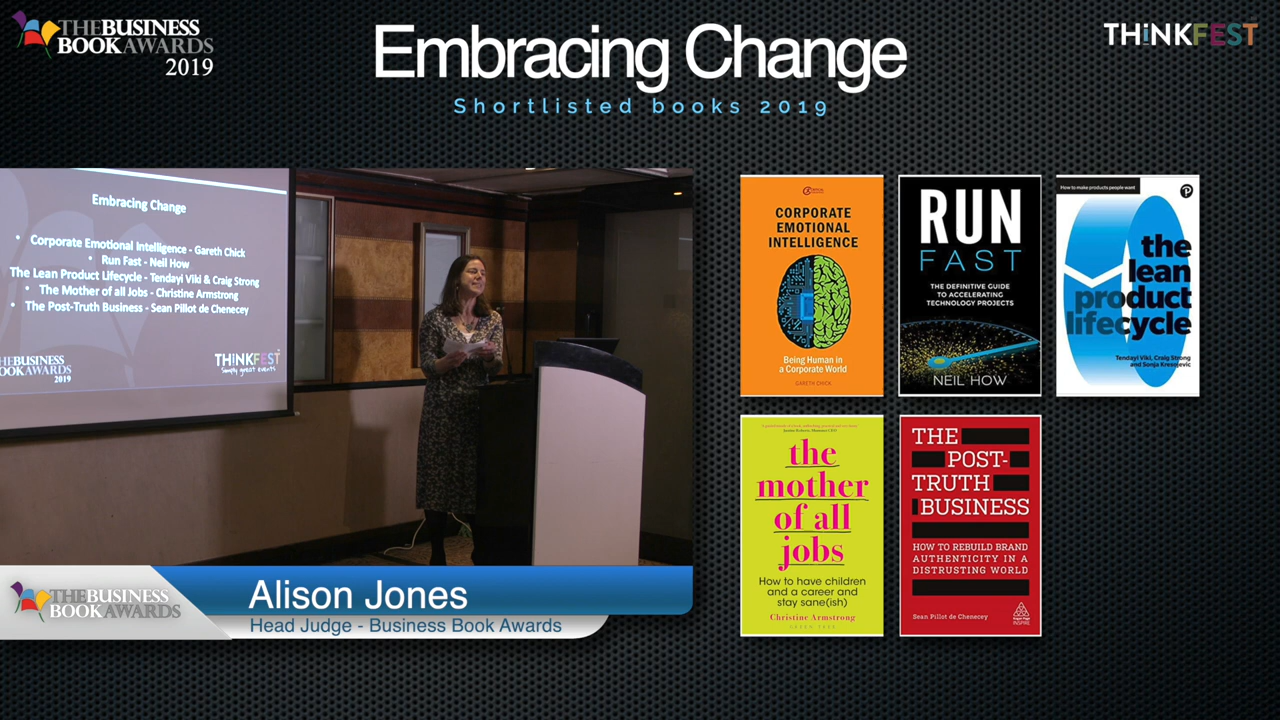 THE BUSINESS
BOOK AWARDS
2019
Embracing Change
Shortlisted books 2019
THiNKFEST
Embracing Change
• Corporate Emotional Intelligence - Gareth Chick
• Run Fast - Neil How
The Lean Product Lifecycle - Tendayi Viki & Craig Strong
• The Mother of all Jobs - Christine Armstrong
• The Post-Truth Business - Sean Pillot de Chenecey
HE BUSINESS
OOK AWARDS
2019
THiNKFEST
Simply great events
CORPORATE
EMOTIONAL
INTELLIGENCE
Being Human in
a Corporate World
GARETH CHICK
RUN
FAST
THE DEFINITIVE GUIDE
TO ACCELERATING
TECHNOLOGY PROJECTS
NEIL HOW
How to make products people want
P
the
lean
product
lifecycle
Tendayi Viki, Craig Strong
and Sonja Kresojevic
the
mother
of all
jobs
How to have children
and a career and
stay sane(ish)
Christine Armstrong
THE
POST-
TRUTH
BUSINESS
HOW TO REBUILD BRAND
AUTHENTICITY IN A
DISTRUSTING WORLD
Sean Pillot de Chenecey
INSPIRE
THE BUSINESS
BOOK AWARDS
Alison Jones
Head Judge - Business Book Awards